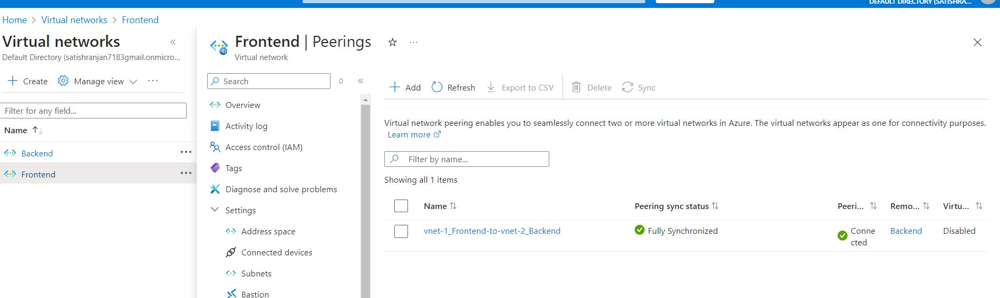 DEFAULT DIRECTORY (SATISHRA...
Home > Virtual networks > Frontend
Virtual networks «
Default Directory (satishranjan7183gmail.onmicro...
+ Create Manage view ...
Filter for any field...
Name ↑↓
Backend ...
Frontend ...
Frontend | Peerings ...
Virtual network
Search «
Overview
Activity log
Access control (IAM)
Tags
Diagnose and solve problems
Settings
Address space
Connected devices
Subnets
Bastion
+ Add Refresh Export to CSV Delete Sync
Virtual network peering enables you to seamlessly connect two or more virtual networks in Azure. The virtual networks appear as one for connectivity purposes.
Learn more
Filter by name...
Showing all 1 items
Name ↑↓ Peering sync status ↑↓ Peeri... ↑↓ Remo... ↑↓ Virtu... ↑↓
vnet-1_Frontend-to-vnet-2_Backend Fully Synchronized Conne Backend Disabled
cted